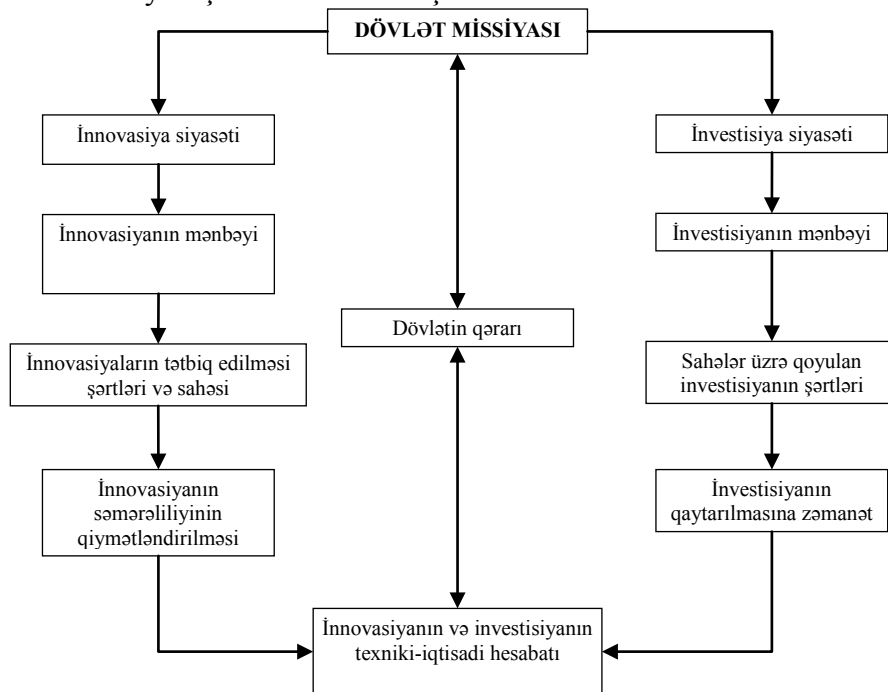 DÖVLƏT MİSSİYASI
İnnovasiya siyasəti
İnvestisiya siyasəti
İnnovasiyanın mənbəyi
İnvestisiyanın mənbəyi
Dövlətin qərarı
İnnovasiyaların tətbiq edilməsi
şərtləri və sahəsi
Sahələr üzrə qoyulan
investisiyanın şərtləri
İnnovasiyanın
səmərəliliyinin
qiymətləndirilməsi
İnvestisiyanın
qaytarılmasına zəmanət
İnnovasiyanın və investisiyanın
texniki-iqtisadi hesabatı